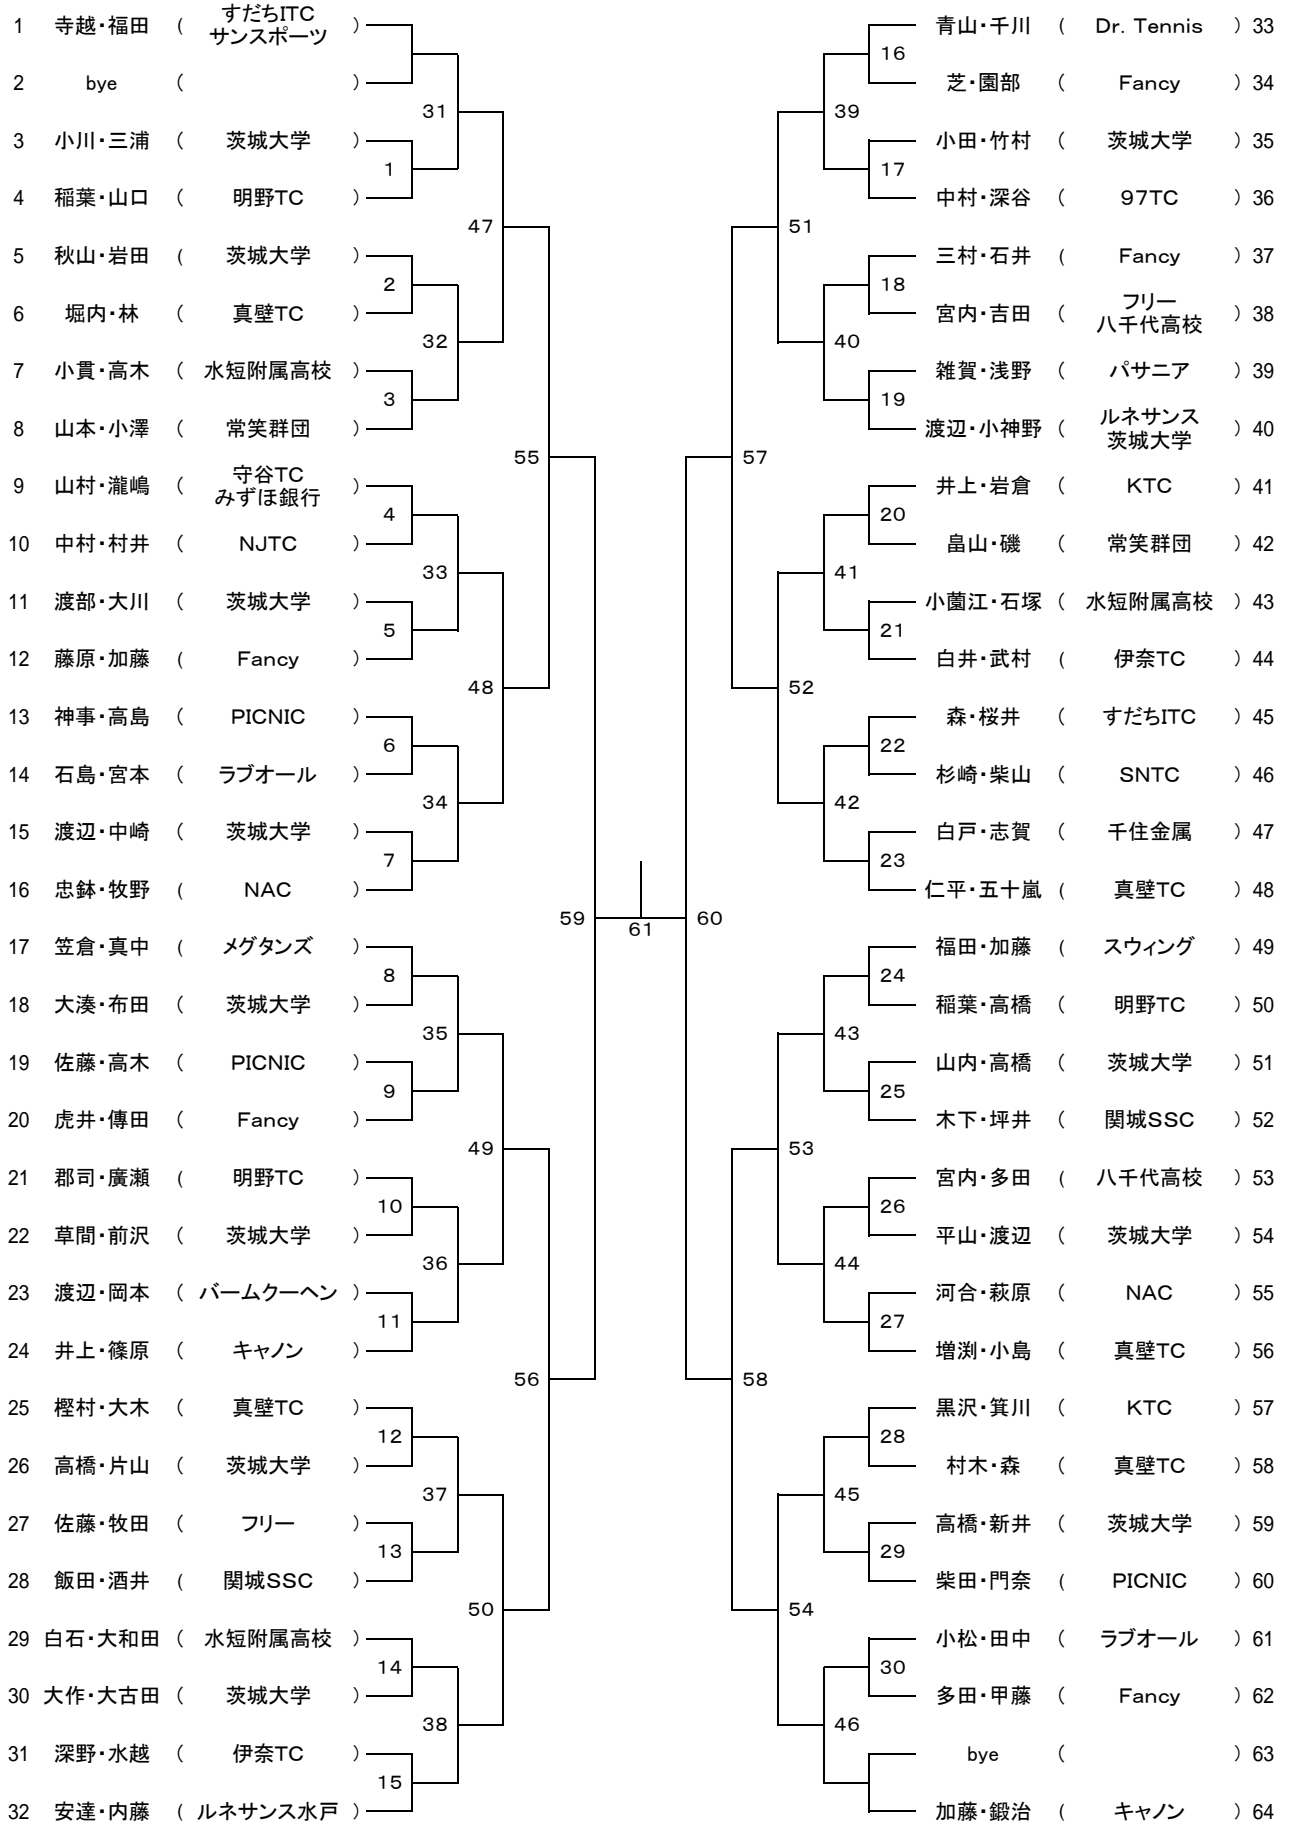 1 寺越・福田 ( すだちITC サンスポーツ )
2 bye ( )
3 小川・三浦 ( 茨城大学 )
4 稲葉・山口 ( 明野TC )
5 秋山・岩田 ( 茨城大学 )
6 堀内・林 ( 真壁TC )
7 小貫・高木 ( 水短附属高校 )
8 山本・小澤 ( 常笑群団 )
9 山村・瀧嶋 ( 守谷TC みずほ銀行 )
10 中村・村井 ( NJTC )
11 渡部・大川 ( 茨城大学 )
12 藤原・加藤 ( Fancy )
13 神事・高島 ( PICNIC )
14 石島・宮本 ( ラブオール )
15 渡辺・中崎 ( 茨城大学 )
16 忠鉢・牧野 ( NAC )
17 笠倉・真中 ( メグタンズ )
18 大湊・布田 ( 茨城大学 )
19 佐藤・高木 ( PICNIC )
20 虎井・傳田 ( Fancy )
21 郡司・廣瀬 ( 明野TC )
22 草間・前沢 ( 茨城大学 )
23 渡辺・岡本 ( バームクーヘン )
24 井上・篠原 ( キャノン )
25 樫村・大木 ( 真壁TC )
26 高橋・片山 ( 茨城大学 )
27 佐藤・牧田 ( フリー )
28 飯田・酒井 ( 関城SSC )
29 白石・大和田 ( 水短附属高校 )
30 大作・大古田 ( 茨城大学 )
31 深野・水越 ( 伊奈TC )
32 安達・内藤 ( ルネサンス水戸 )
1
2
3
4
5
6
7
8
9
10
11
12
13
14
15
31
32
33
34
35
36
37
38
47
48
49
50
55
56
59
61
60
57
58
51
52
53
54
39
40
41
42
43
44
45
46
16
17
18
19
20
21
22
23
24
25
26
27
28
29
30
青山・千川 ( Dr. Tennis ) 33
芝・園部 ( Fancy ) 34
小田・竹村 ( 茨城大学 ) 35
中村・深谷 ( 97TC ) 36
三村・石井 ( Fancy ) 37
宮内・吉田 ( フリー 八千代高校 ) 38
雑賀・浅野 ( パサニア ) 39
渡辺・小神野 ( ルネサンス 茨城大学 ) 40
井上・岩倉 ( KTC ) 41
畠山・磯 ( 常笑群団 ) 42
小薗江・石塚 ( 水短附属高校 ) 43
白井・武村 ( 伊奈TC ) 44
森・桜井 ( すだちITC ) 45
杉崎・柴山 ( SNTC ) 46
白戸・志賀 ( 千住金属 ) 47
仁平・五十嵐 ( 真壁TC ) 48
福田・加藤 ( スウィング ) 49
稲葉・高橋 ( 明野TC ) 50
山内・高橋 ( 茨城大学 ) 51
木下・坪井 ( 関城SSC ) 52
宮内・多田 ( 八千代高校 ) 53
平山・渡辺 ( 茨城大学 ) 54
河合・萩原 ( NAC ) 55
増渕・小島 ( 真壁TC ) 56
黒沢・箕川 ( KTC ) 57
村木・森 ( 真壁TC ) 58
高橋・新井 ( 茨城大学 ) 59
柴田・門奈 ( PICNIC ) 60
小松・田中 ( ラブオール ) 61
多田・甲藤 ( Fancy ) 62
bye ( ) 63
加藤・鍛治 ( キャノン ) 64